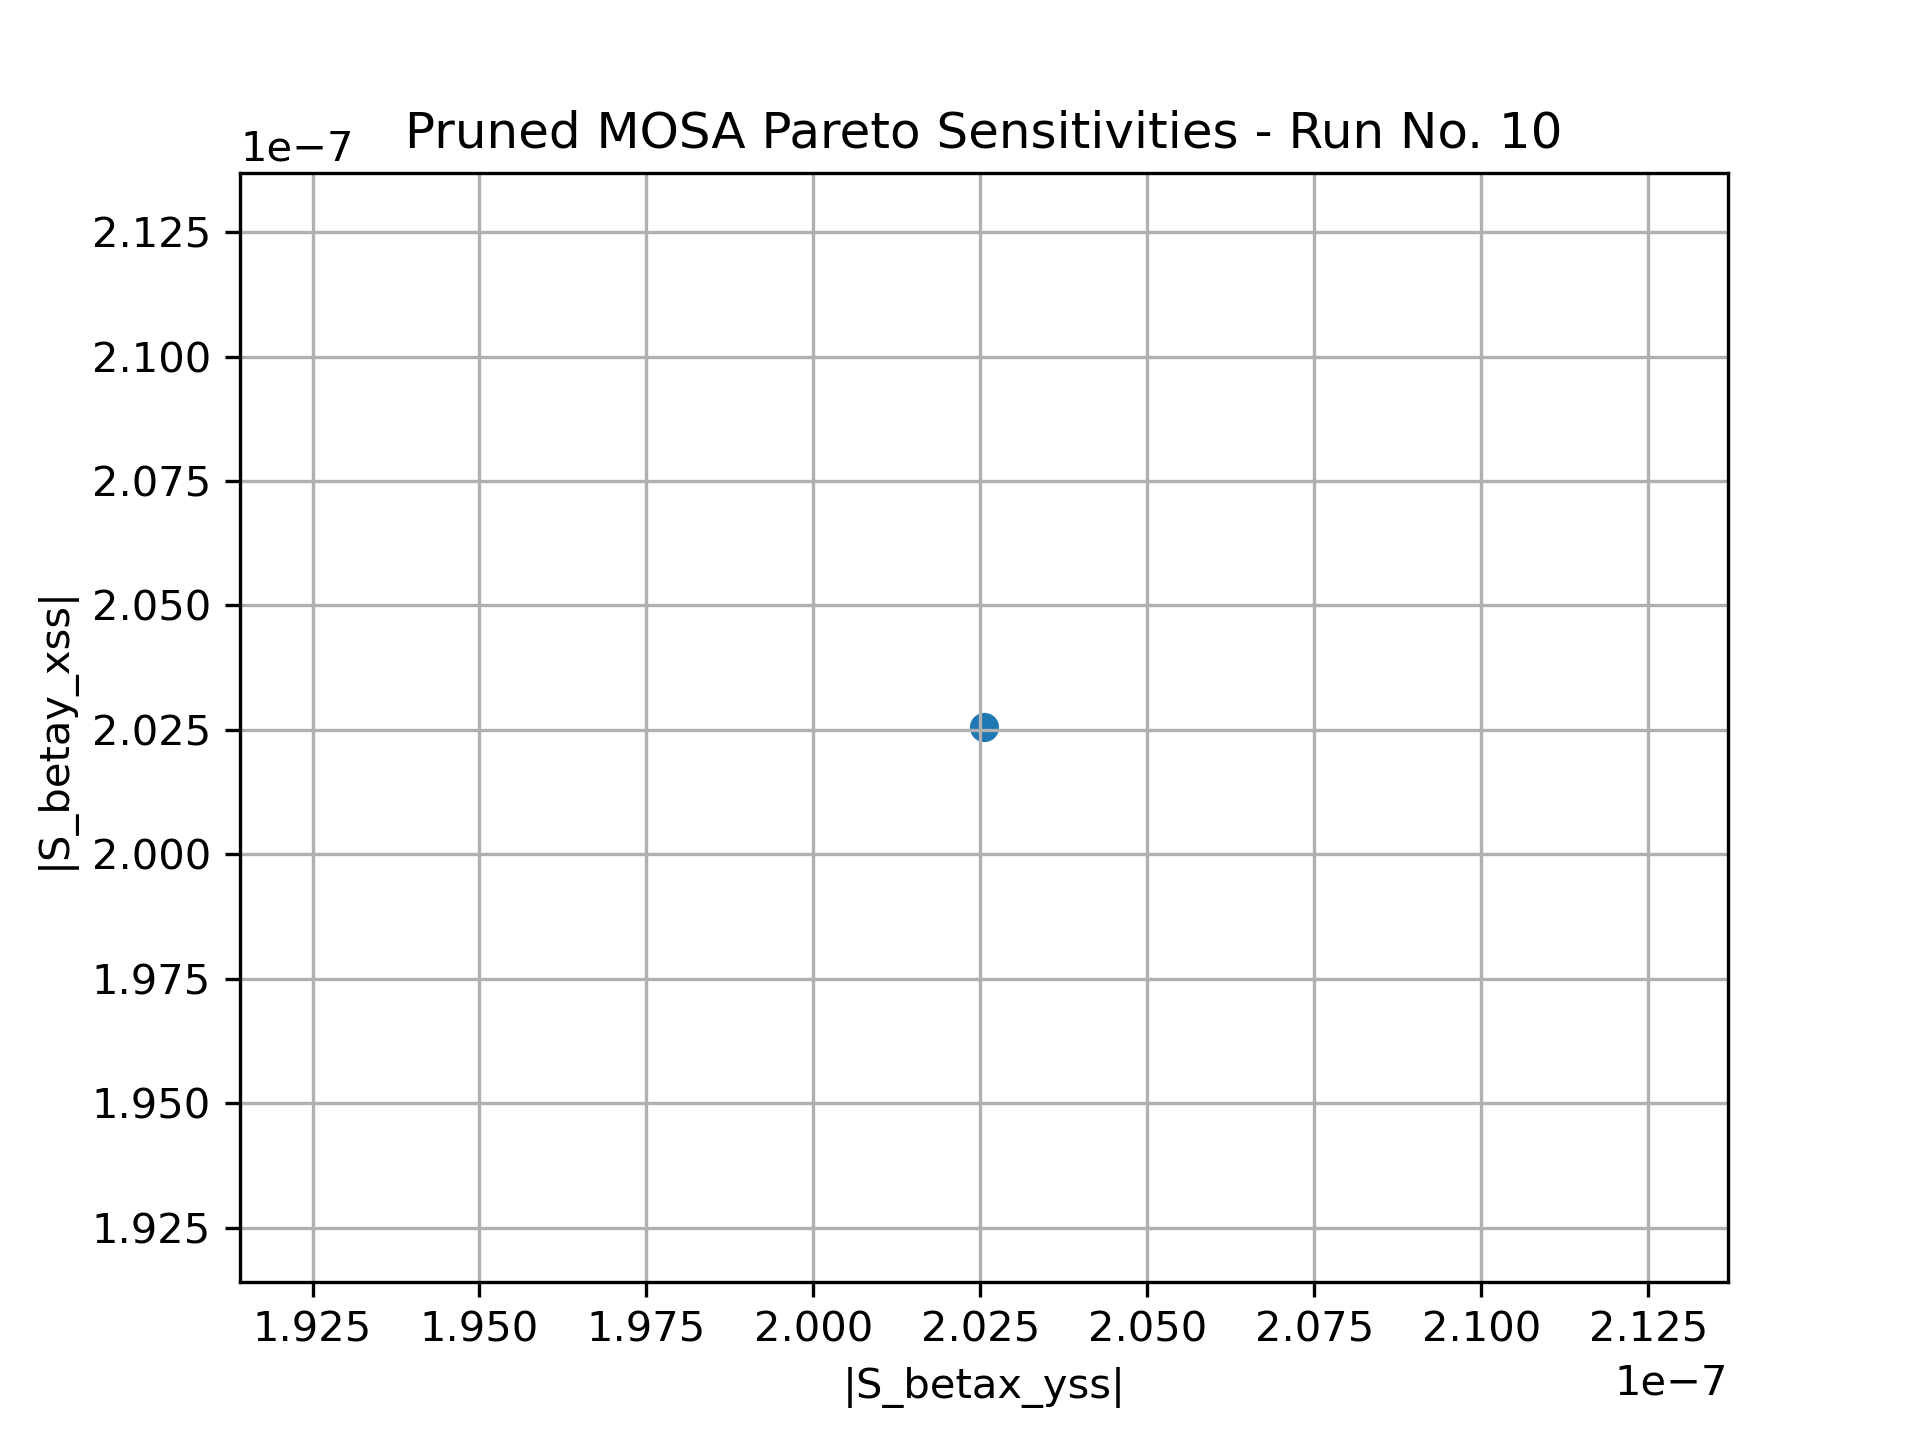 Pruned MOSA Pareto Sensitivities - Run No. 10
1e−7
2.125
2.100
2.075
2.050
2.025
2.000
1.975
1.950
1.925
|S_betay_xss|
1.925 1.950 1.975 2.000 2.025 2.050 2.075 2.100 2.125
1e−7
|S_betax_yss|